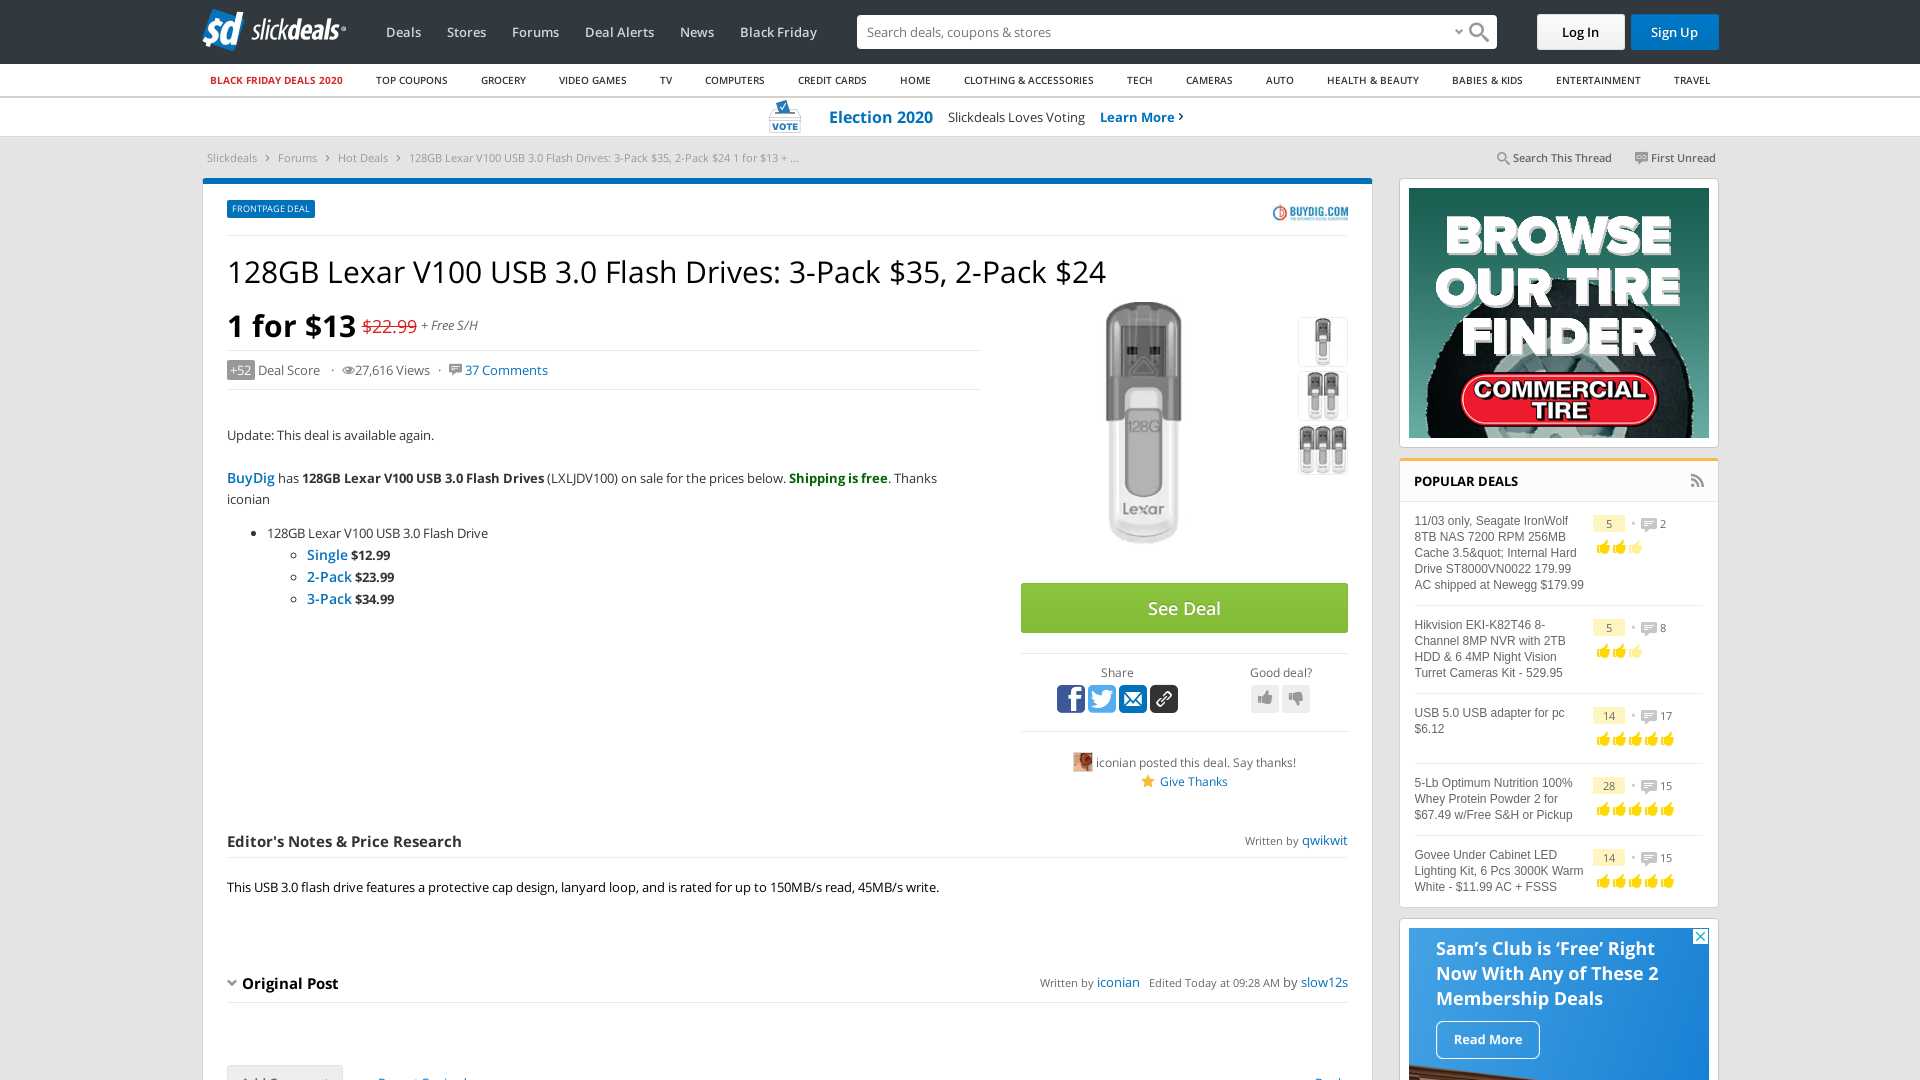 slickdeals
Deals Stores Forums Deal Alerts News Black Friday
Search deals, coupons & stores
Log In
Sign Up
BLACK FRIDAY DEALS 2020 TOP COUPONS GROCERY VIDEO GAMES TV COMPUTERS CREDIT CARDS HOME CLOTHING & ACCESSORIES TECH CAMERAS AUTO HEALTH & BEAUTY BABIES & KIDS ENTERTAINMENT TRAVEL
VOTE
Election 2020 Slickdeals Loves Voting Learn More
Slickdeals Forums Hot Deals 128GB Lexar V100 USB 3.0 Flash Drives: 3-Pack $35, 2-Pack $24 1 for $13 + ...
Search This Thread First Unread
FRONTPAGE DEAL
BUYDIG.COM
128GB Lexar V100 USB 3.0 Flash Drives: 3-Pack $35, 2-Pack $24
1 for $13 $22.99 + Free S/H
+52 Deal Score · 27,616 Views · 37 Comments
Update: This deal is available again.
BuyDig has 128GB Lexar V100 USB 3.0 Flash Drives (LXLJDV100) on sale for the prices below. Shipping is free. Thanks
iconian
128GB Lexar V100 USB 3.0 Flash Drive
Single $12.99
2-Pack $23.99
3-Pack $34.99
128G
Lexar
See Deal
Share
Good deal?
iconian posted this deal. Say thanks!
Give Thanks
Editor's Notes & Price Research
Written by qwikwit
This USB 3.0 flash drive features a protective cap design, lanyard loop, and is rated for up to 150MB/s read, 45MB/s write.
Original Post
Written by iconian Edited Today at 09:28 AM by slow12s
BROWSE
OUR TIRE
FINDER
COMMERCIAL
TIRE
POPULAR DEALS
11/03 only, Seagate IronWolf
8TB NAS 7200 RPM 256MB
Cache 3.5&quot; Internal Hard
Drive ST8000VN0022 179.99
AC shipped at Newegg $179.99
5 • 2
Hikvision EKI-K82T46 8-
Channel 8MP NVR with 2TB
HDD & 6 4MP Night Vision
Turret Cameras Kit - 529.95
5 • 8
USB 5.0 USB adapter for pc
$6.12
14 • 17
5-Lb Optimum Nutrition 100%
Whey Protein Powder 2 for
$67.49 w/Free S&H or Pickup
28 • 15
Govee Under Cabinet LED
Lighting Kit, 6 Pcs 3000K Warm
White - $11.99 AC + FSSS
14 • 15
Sam's Club is 'Free' Right
Now With Any of These 2
Membership Deals
Read More